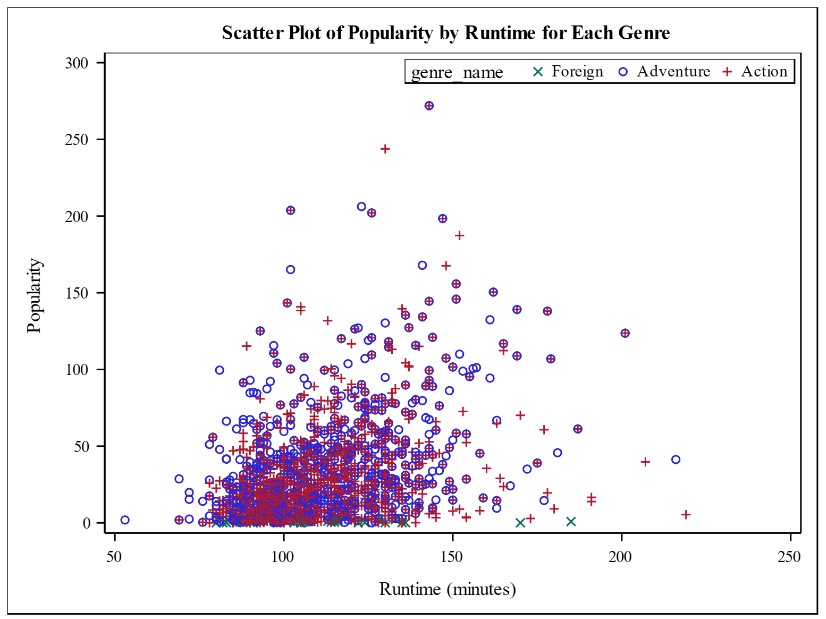 Scatter Plot of Popularity by Runtime for Each Genre
genre_name Foreign Adventure Action
300
250
200
150
100
50
0
Popularity
50 100 150 200 250
Runtime (minutes)